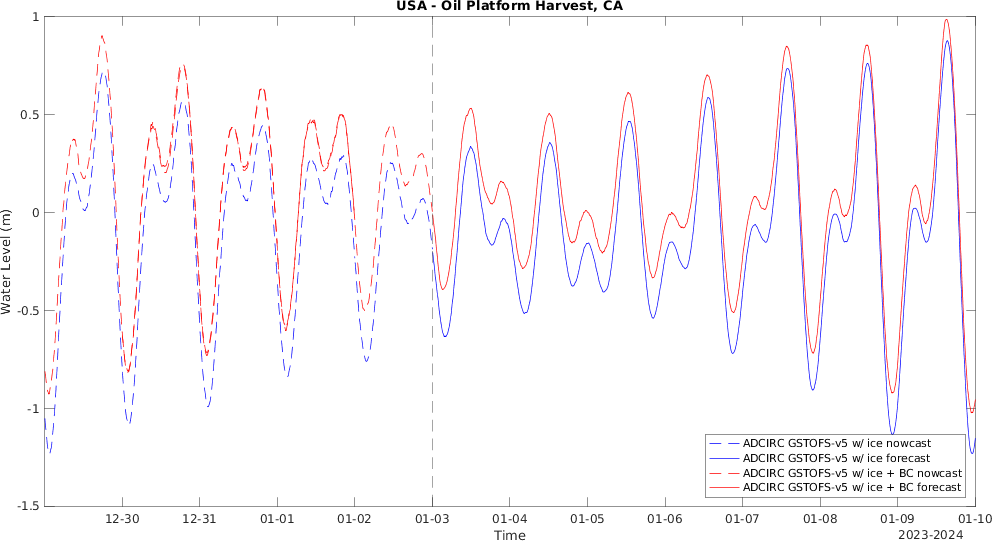 USA - Oil Platform Harvest, CA
1
0.5
0
-0.5
-1
-1.5
Water Level (m)
ADCIRC GSTOFS-v5 w/ ice nowcast
ADCIRC GSTOFS-v5 w/ ice forecast
ADCIRC GSTOFS-v5 w/ ice + BC nowcast
ADCIRC GSTOFS-v5 w/ ice + BC forecast
12-30 12-31 01-01 01-02 01-03 01-04 01-05 01-06 01-07 01-08 01-09 01-10
Time
2023-2024